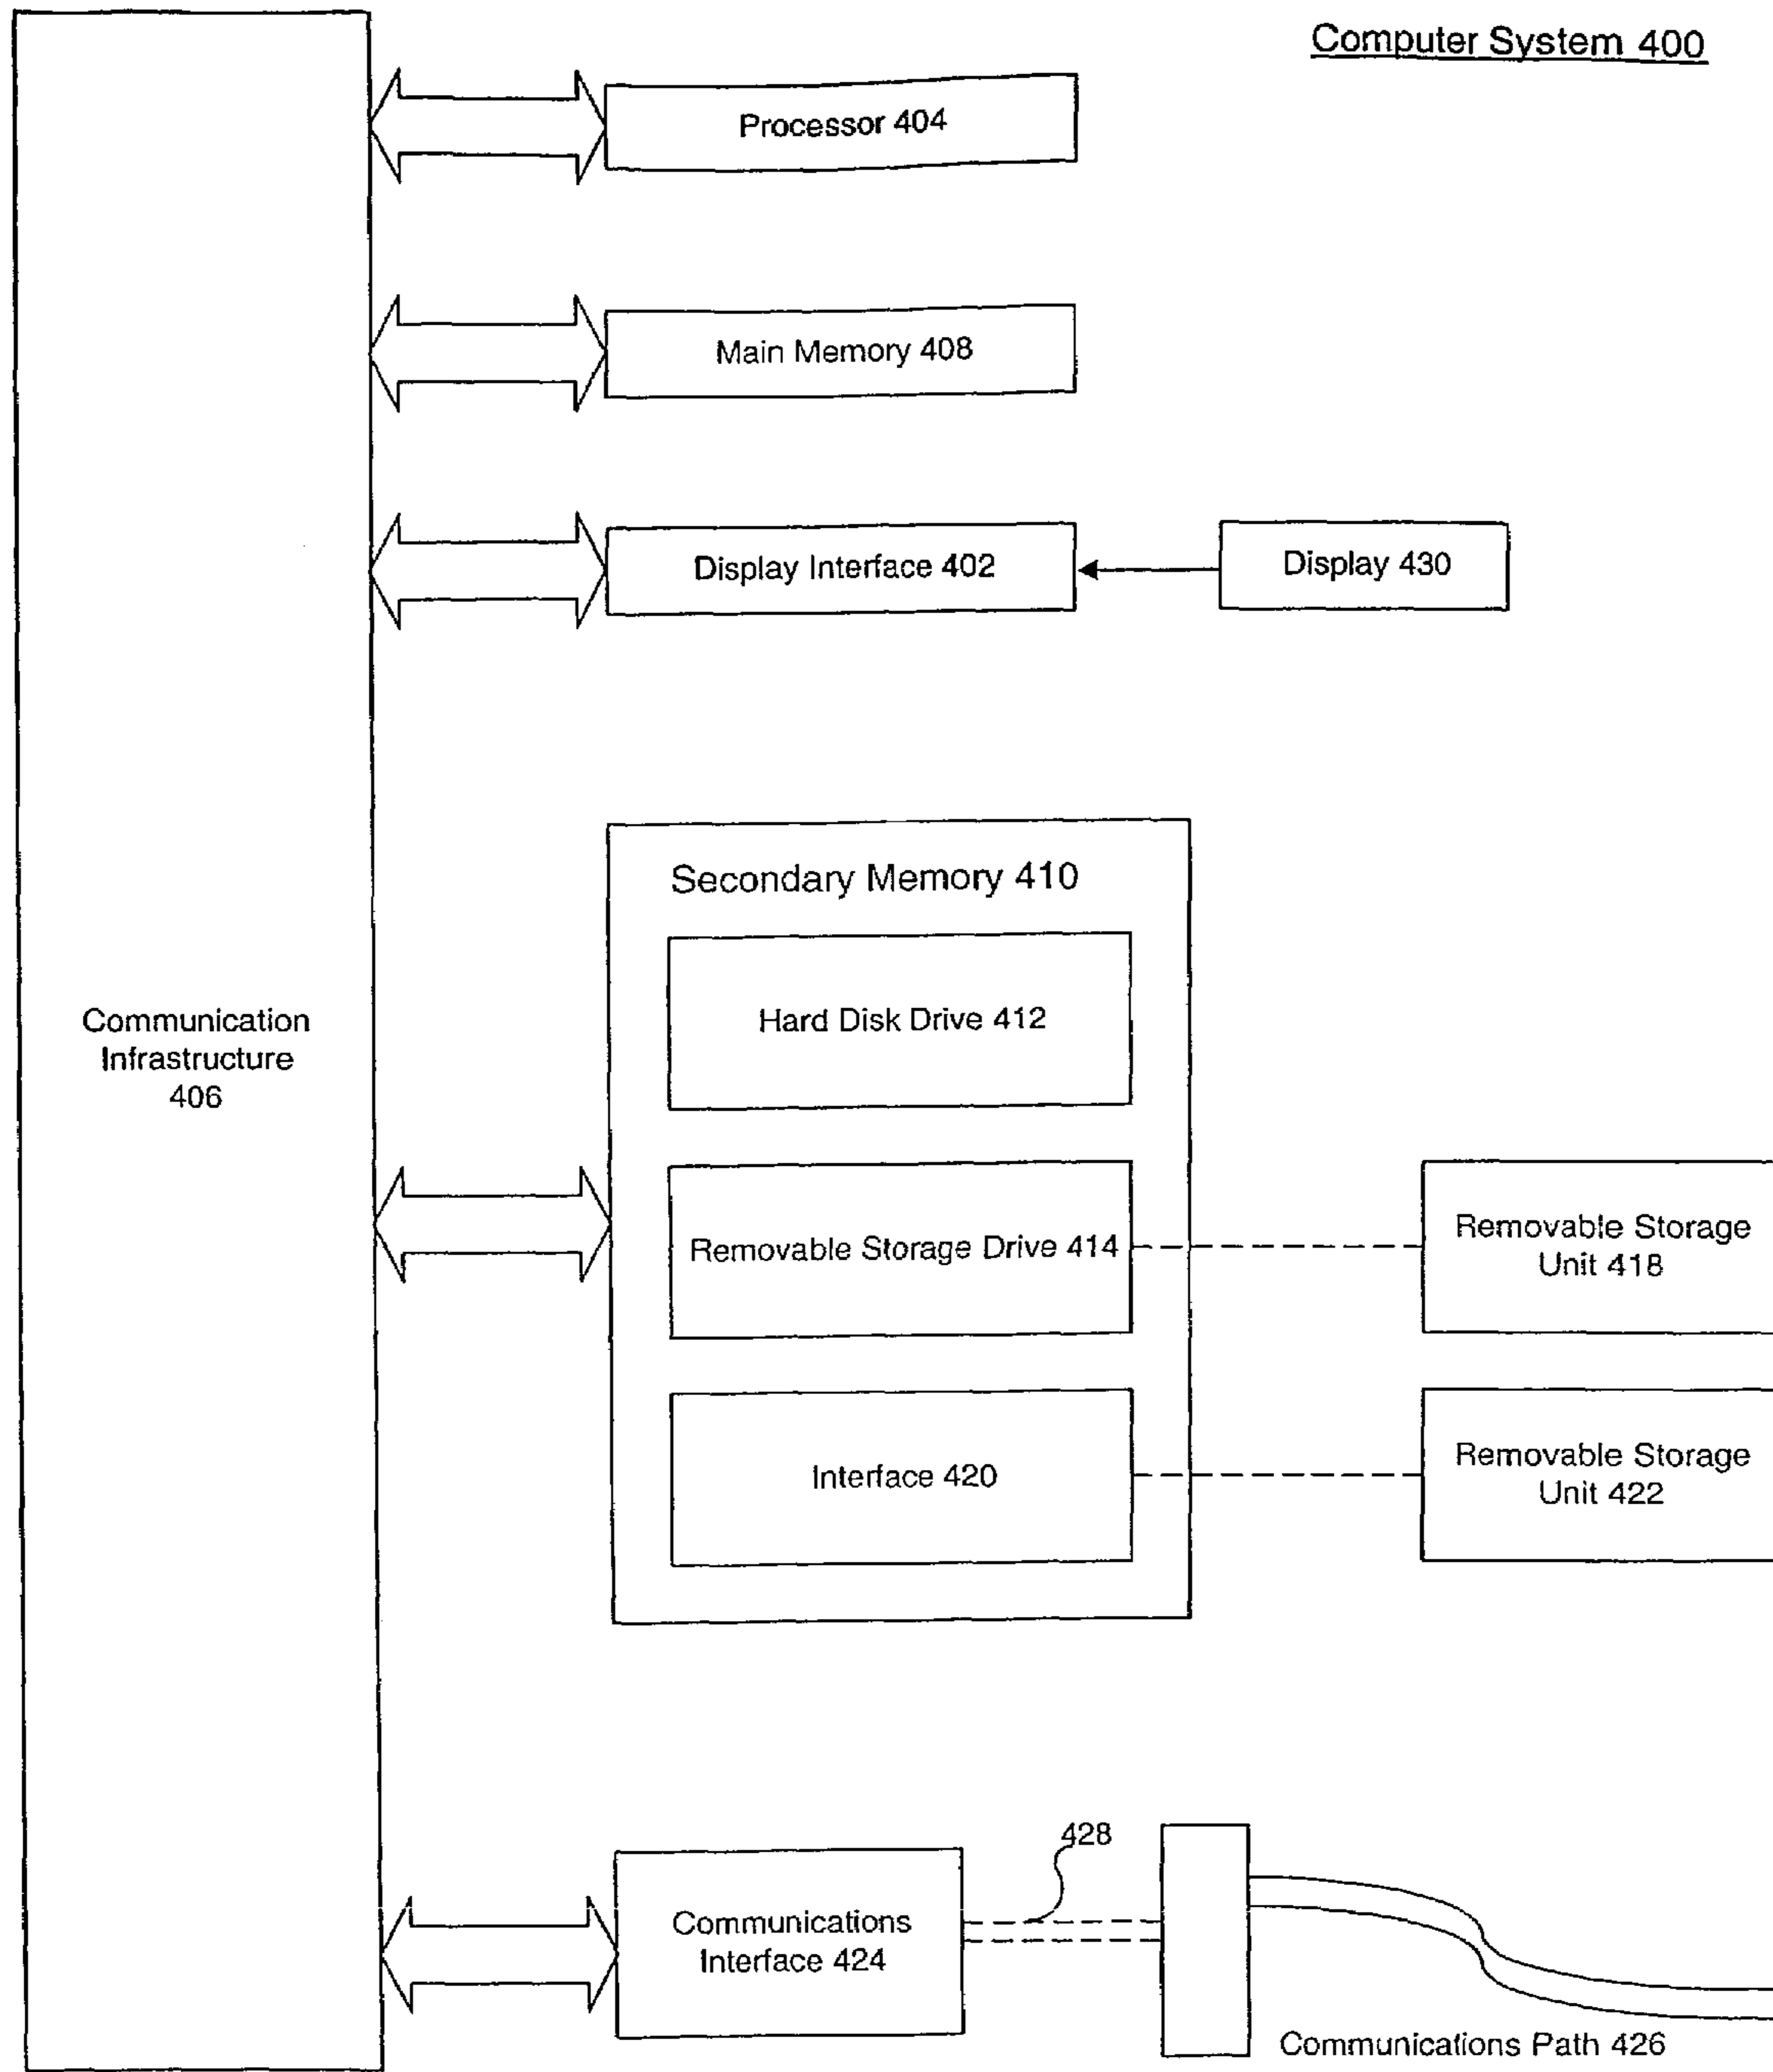 Computer System 400
Processor 404
Main Memory 408
Display Interface 402
Display 430
Secondary Memory 410
Hard Disk Drive 412
Communication
Infrastructure
406
Removable Storage Drive 414
Removable Storage
Unit 418
Interface 420
Removable Storage
Unit 422
428
Communications
Interface 424
Communications Path 426